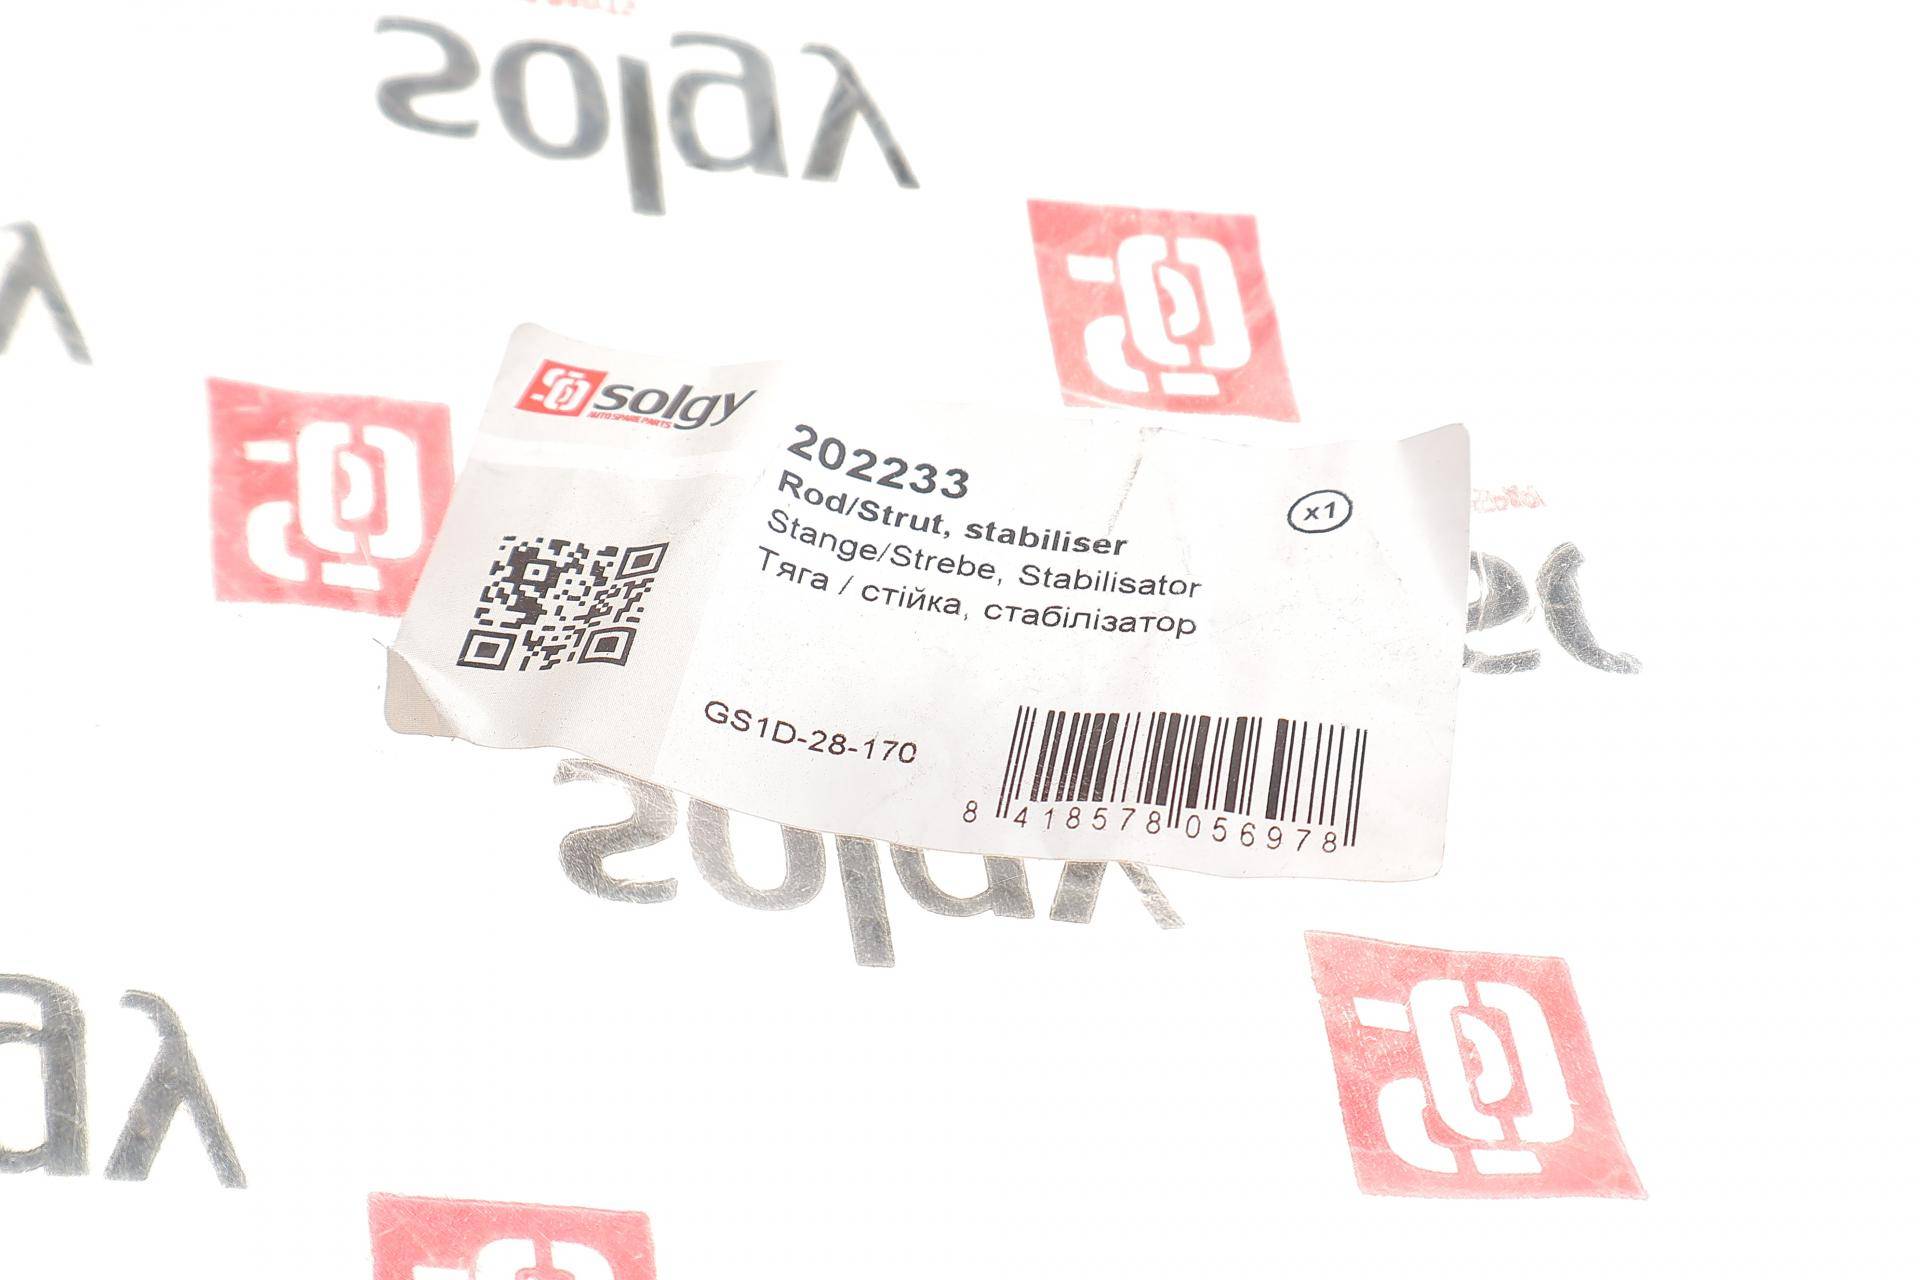 solgy
solgy
AUTO SPARE PARTS
202233
Rod/Strut, stabiliser
Stange/Strebe, Stabilisator
Тяга / стійка, стабілізатор
x1
GS1D-28-170
8 418578 056978
solgy